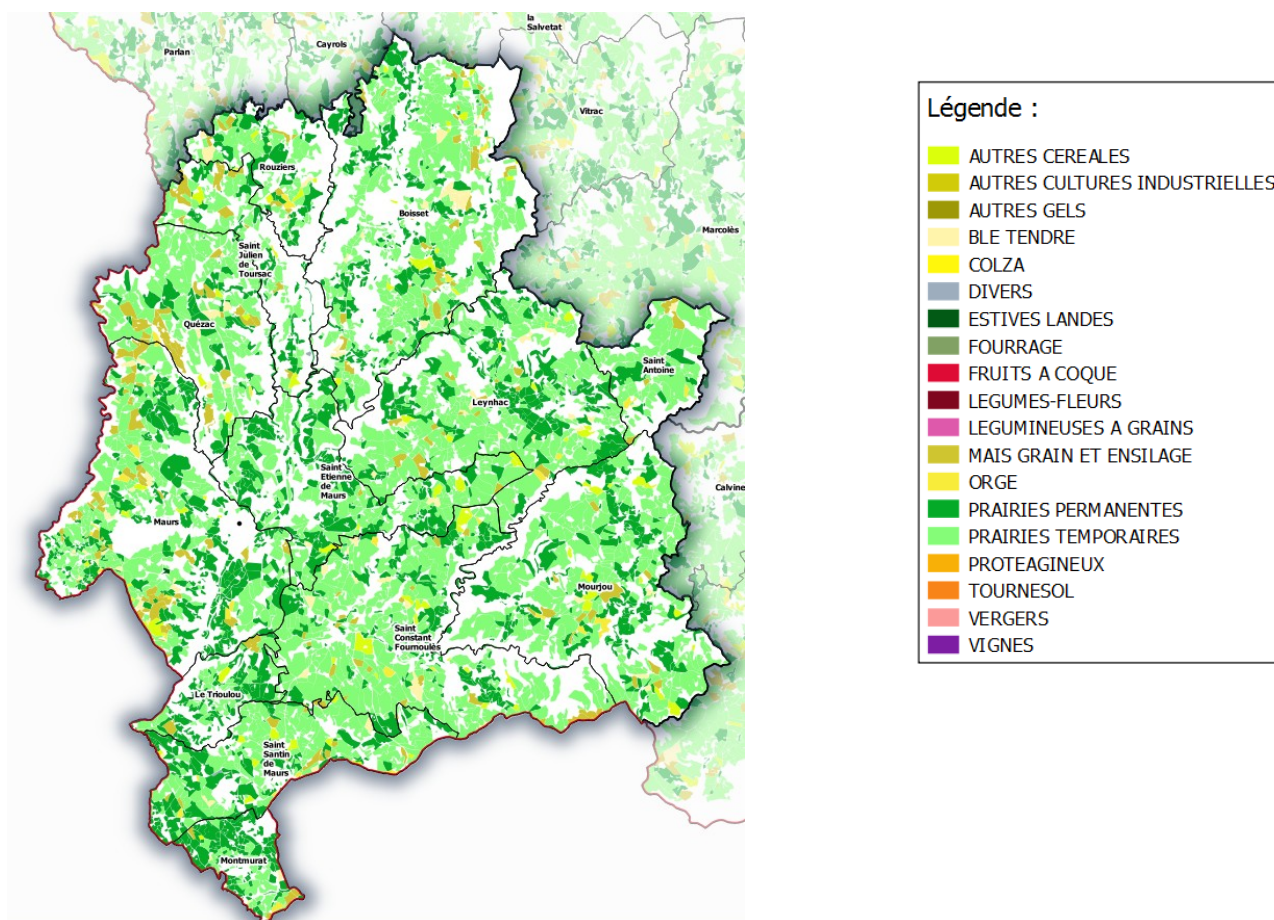 la
Salvetat
Parlan
Cayrols
Vitrac
Rouziers
Boisset
Marcolès
Saint
Julien
de
Toursac
Quézac
Saint
Antoine
Leynhac
Saint
Etienne
de
Maurs
Calvine
Maurs
Mourjou
Saint
Constant
Fournoulès
Le Trioulou
Saint
Santin
de
Maurs
Montmurat
Légende :
AUTRES CEREALES
AUTRES CULTURES INDUSTRIELLES
AUTRES GELS
BLE TENDRE
COLZA
DIVERS
ESTIVES LANDES
FOURRAGE
FRUITS A COQUE
LEGUMES-FLEURS
LEGUMINEUSES A GRAINS
MAIS GRAIN ET ENSILAGE
ORGE
PRAIRIES PERMANENTES
PRAIRIES TEMPORAIRES
PROTEAGINEUX
TOURNESOL
VERGERS
VIGNES